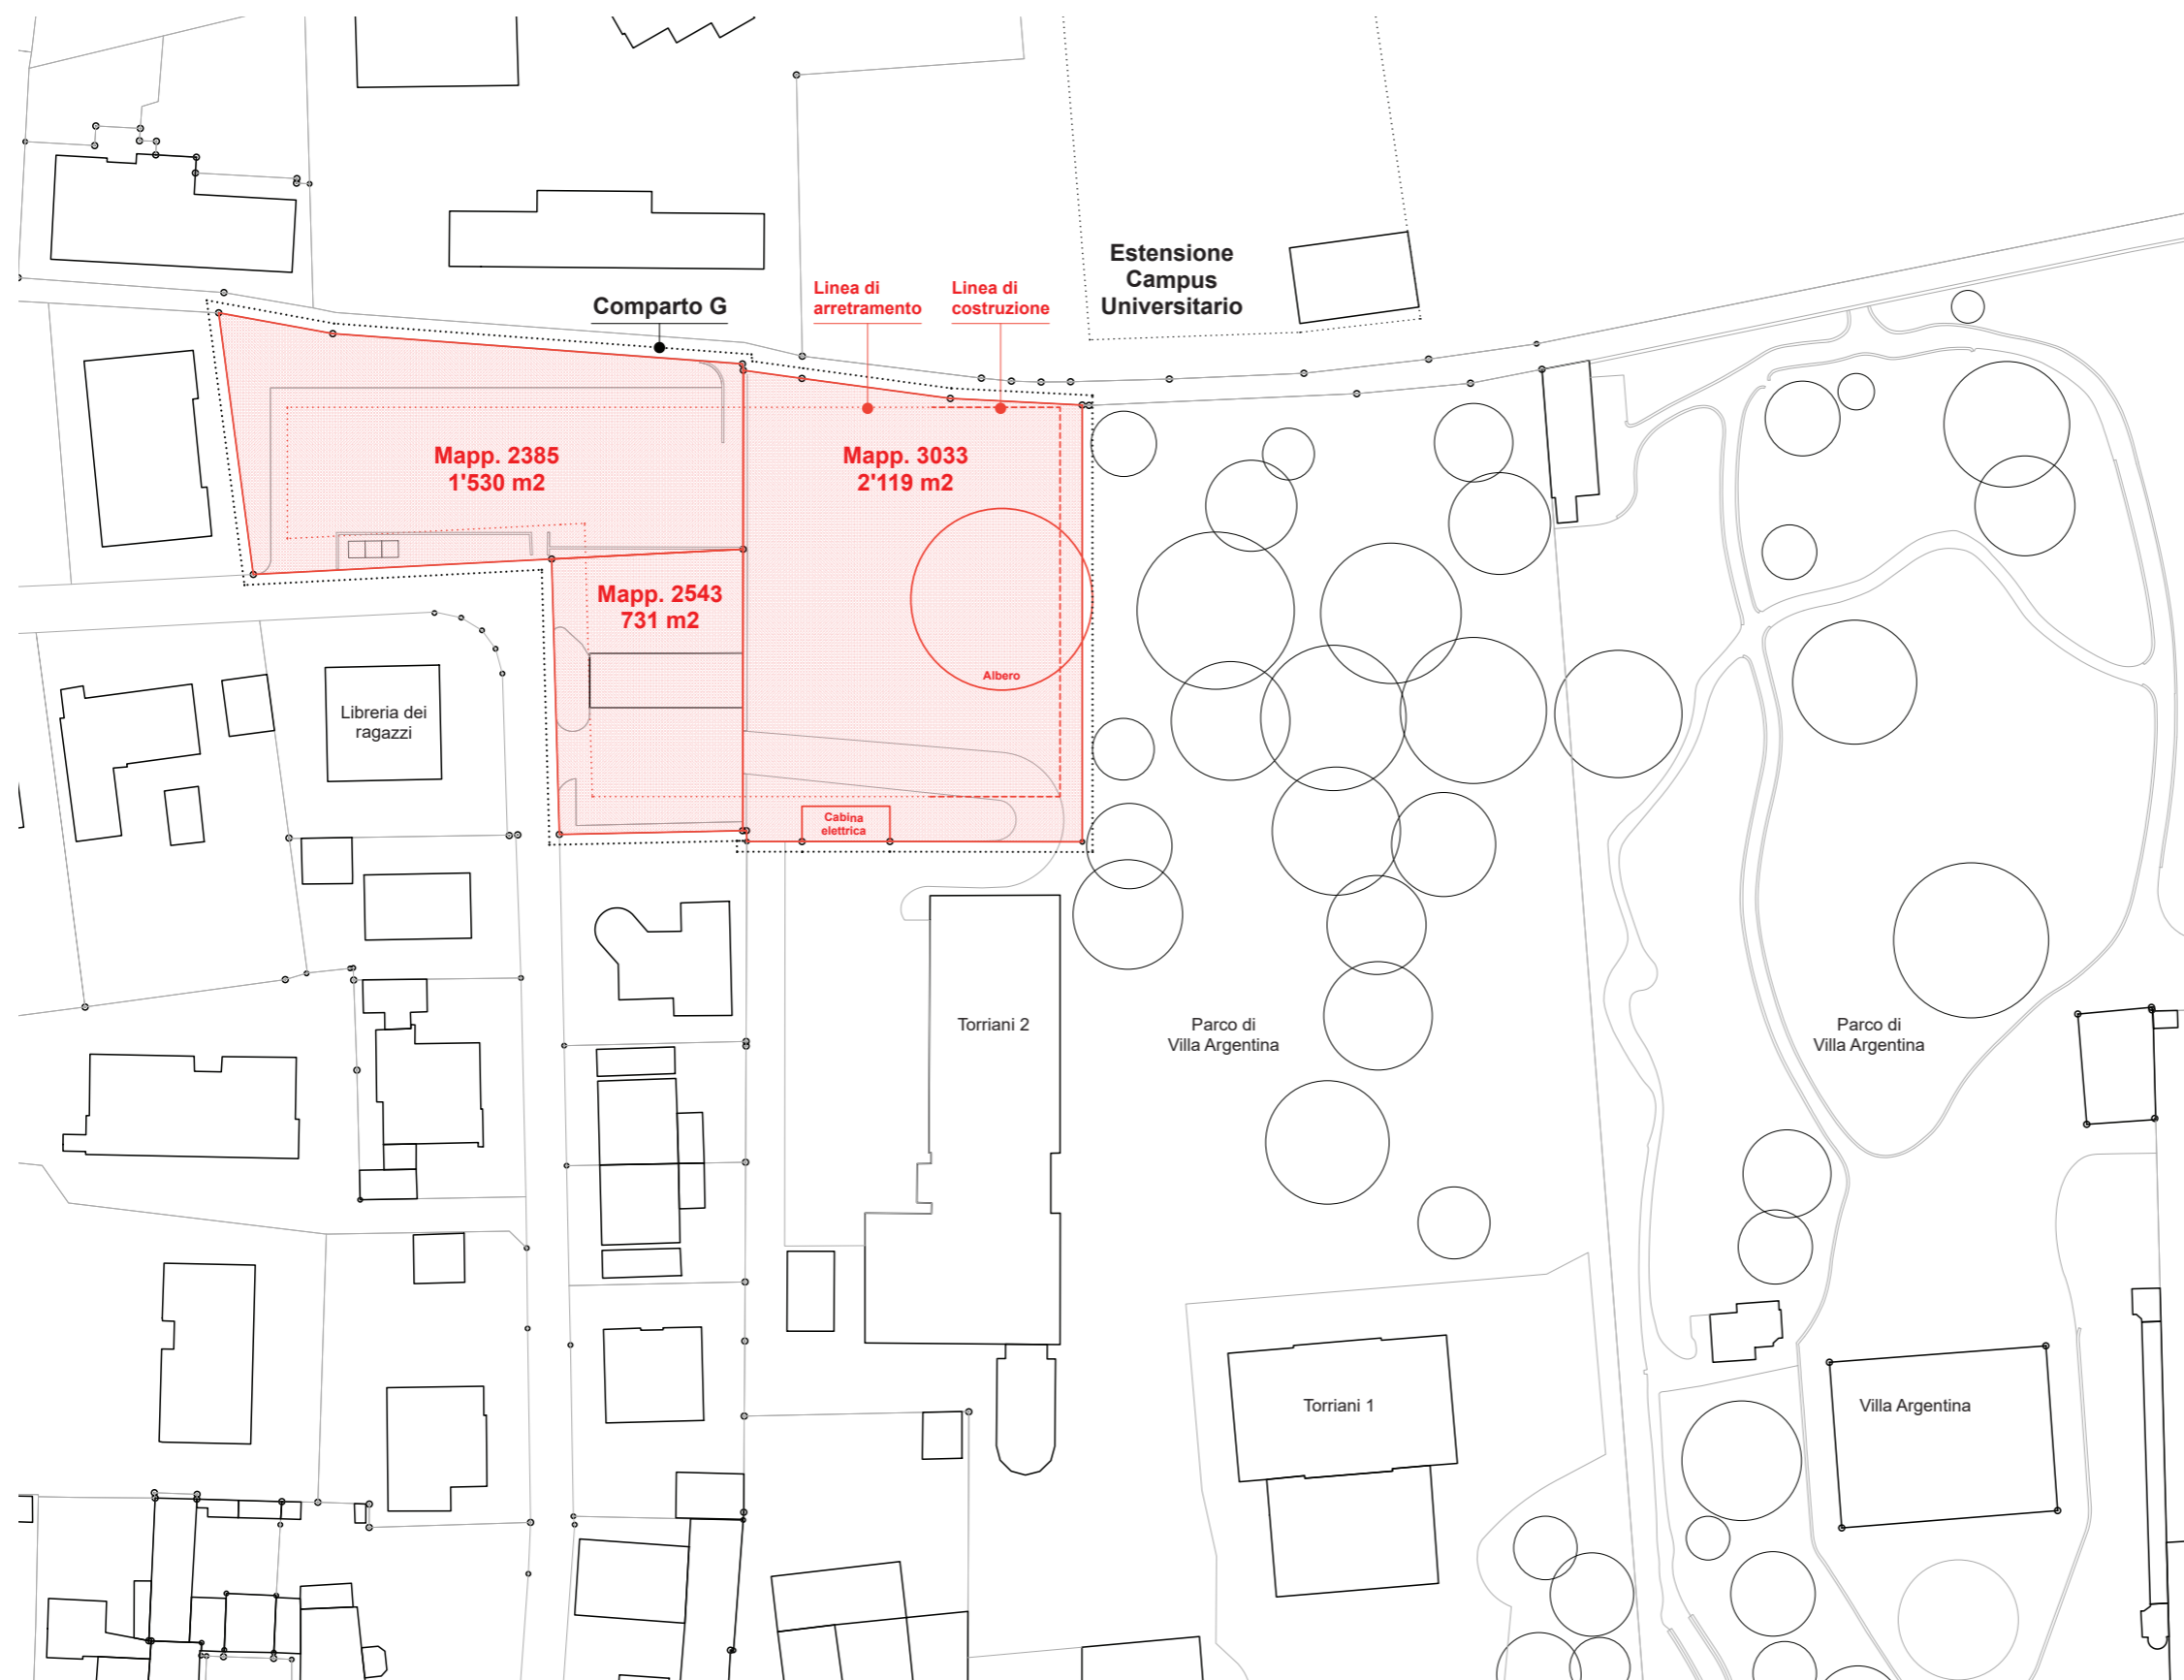 Estensione
Campus
Universitario
Linea di
arretramento
Linea di
costruzione
Comparto G
Mapp. 2385
1'530 m2
Mapp. 3033
2'119 m2
Mapp. 2543
731 m2
Albero
Libreria dei
ragazzi
Cabina
elettrica
Torriani 2
Parco di
Villa Argentina
Parco di
Villa Argentina
Torriani 1
Villa Argentina